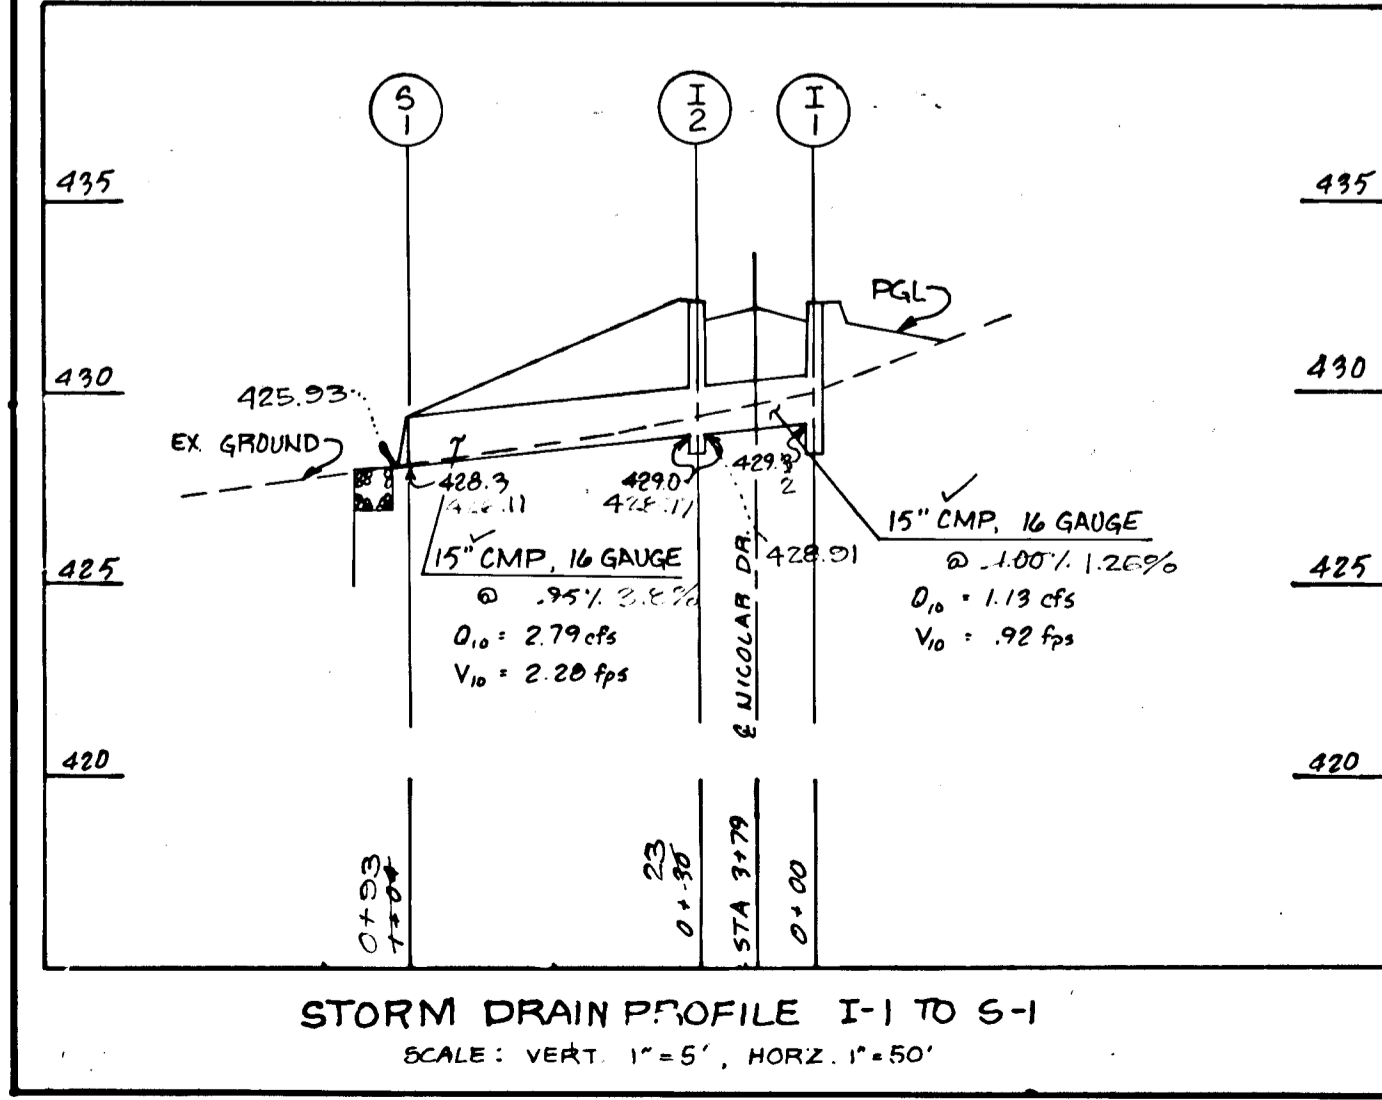 S
1
I
2
I
1
435
435
PGL
430
430
425.93
EX. GROUND
428.3
429.0
429.3
2
15" CMP, 16 GAUGE
15" CMP, 16 GAUGE
428.91
@ 1.00% 1.26%
425
425
@ .95% 3.8%
Q10 = 1.13 cfs
Q10 = 2.79 cfs
V10 = .92 fps
V10 = 2.28 fps
℄ NICOLAR DR.
420
420
0+93
1+04
23
0+30
STA 3+79
0+00
STORM DRAIN PROFILE I-1 TO S-1
SCALE: VERT. 1"=5', HORZ. 1"=50'